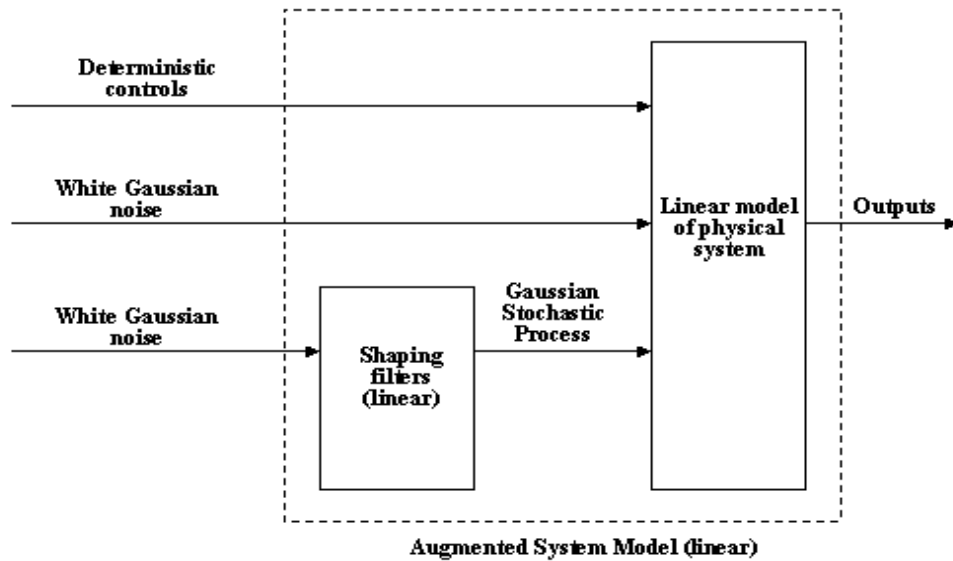 Deterministic
controls
White Gaussian
noise
Linear model
of physical
system
Outputs
White Gaussian
noise
Gaussian
Stochastic
Process
Shaping
filters
(linear)
Augmented System Model (linear)